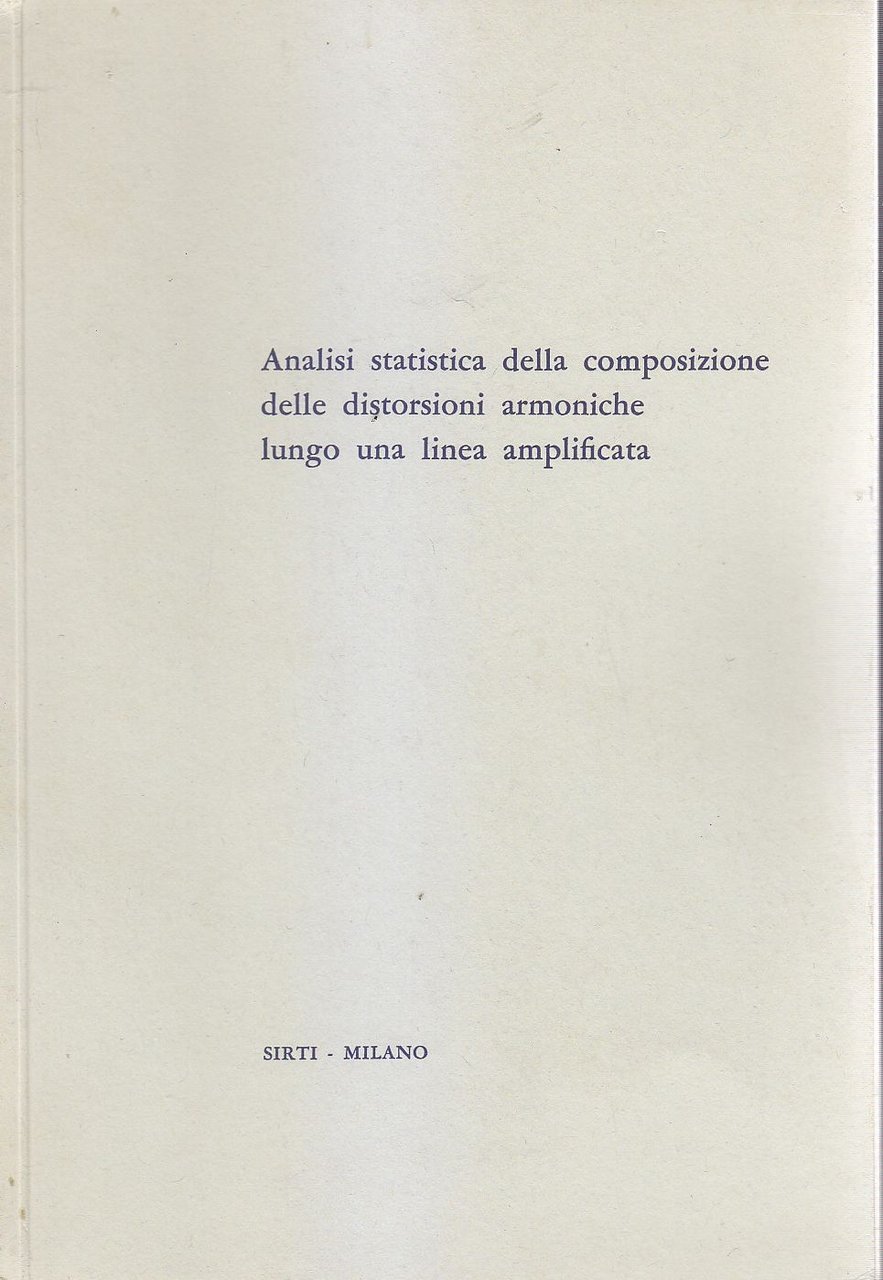 Analisi statistica della composizione
delle distorsioni armoniche
lungo una linea amplificata
SIRTI - MILANO